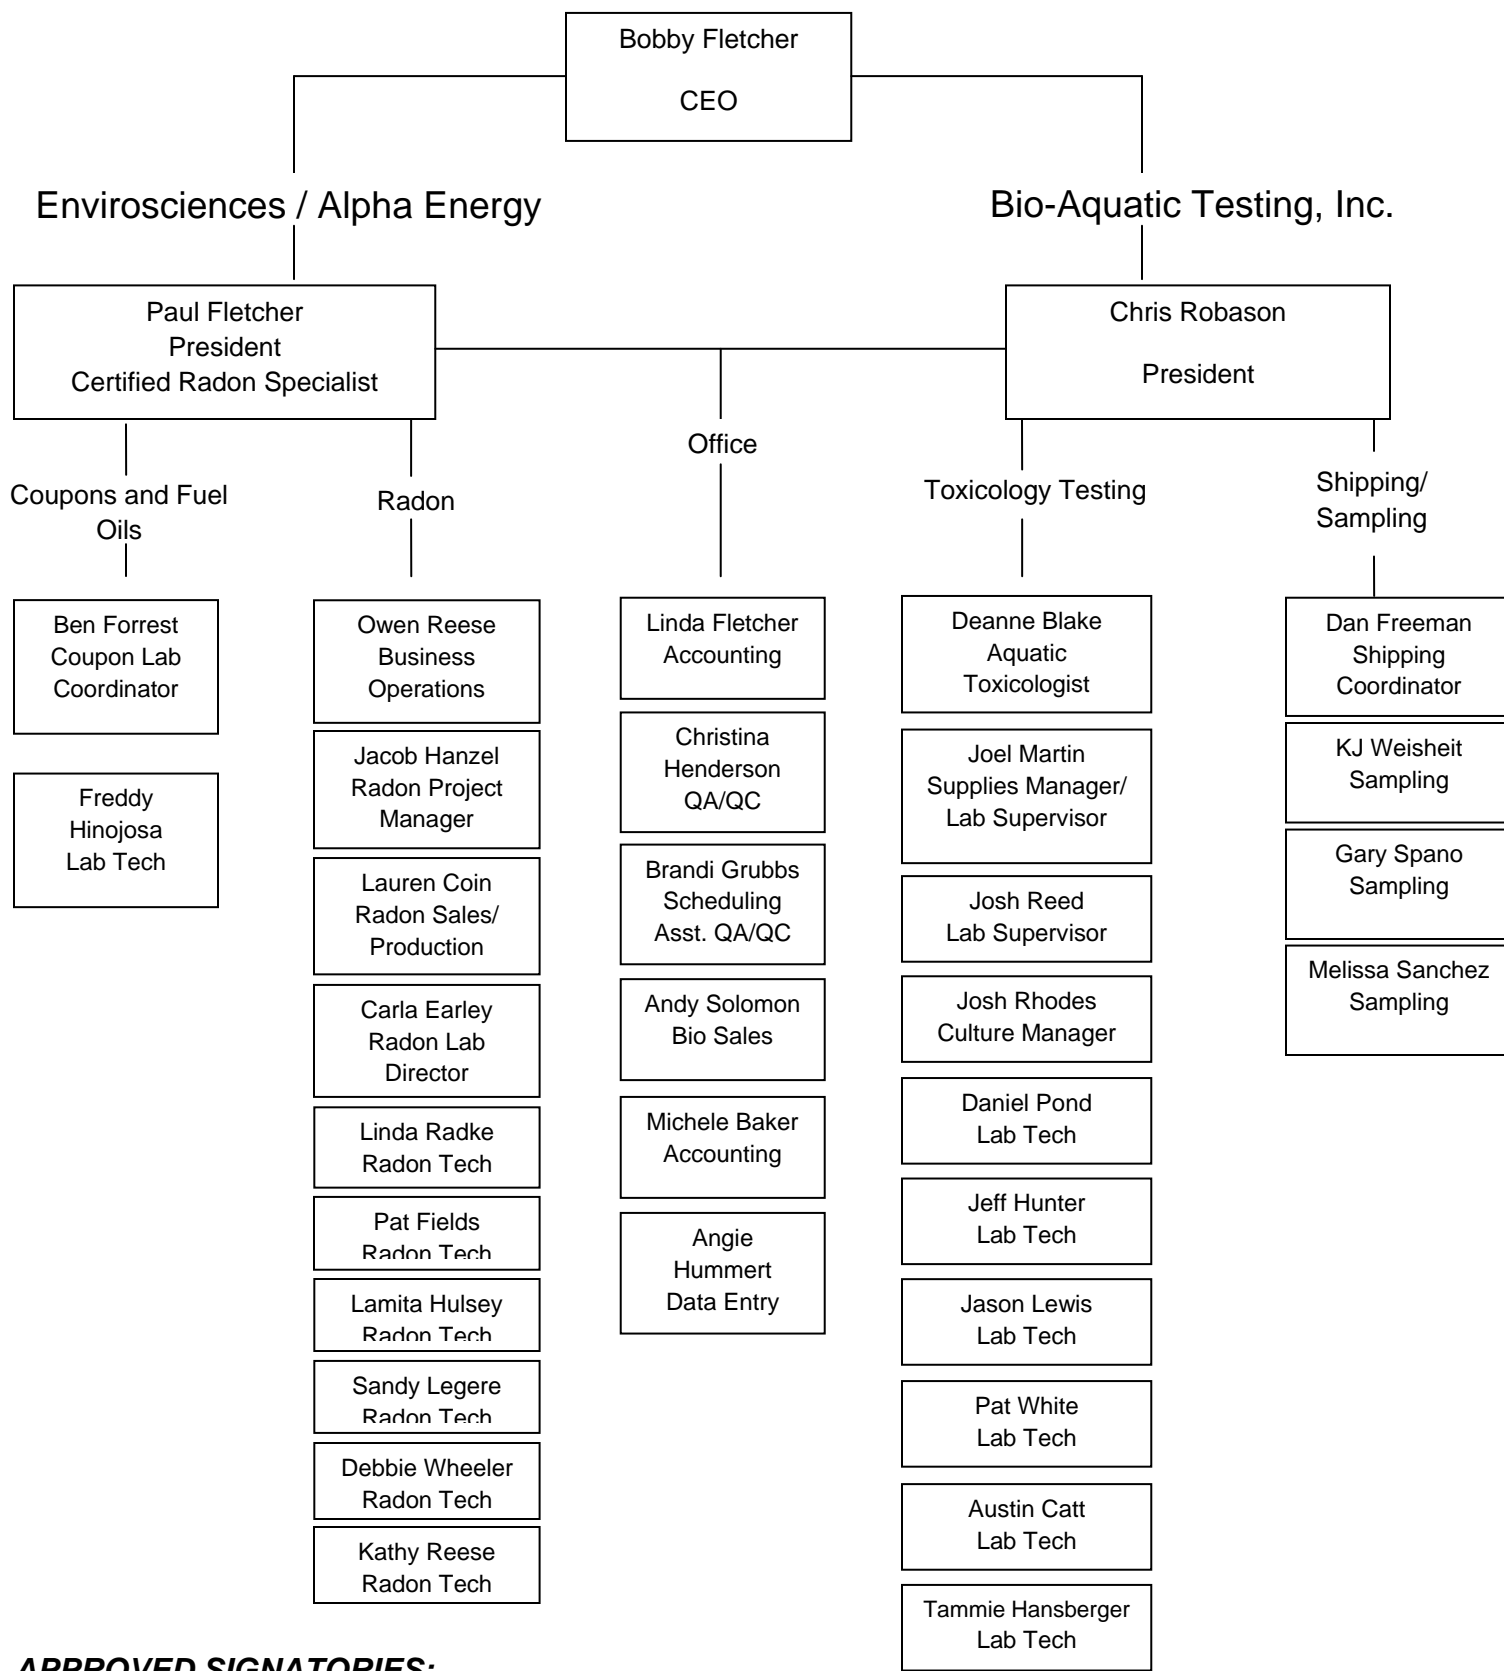 Bobby Fletcher
CEO
Envirosciences / Alpha Energy
Bio-Aquatic Testing, Inc.
Paul Fletcher
President
Certified Radon Specialist
Chris Robason
President
Coupons and Fuel
Oils
Radon
Office
Toxicology Testing
Shipping/
Sampling
Ben Forrest
Coupon Lab
Coordinator
Freddy
Hinojosa
Lab Tech
Owen Reese
Business
Operations
Jacob Hanzel
Radon Project
Manager
Lauren Coin
Radon Sales/
Production
Carla Earley
Radon Lab
Director
Linda Radke
Radon Tech
Pat Fields
Radon Tech
Lamita Hulsey
Radon Tech
Sandy Legere
Radon Tech
Debbie Wheeler
Radon Tech
Kathy Reese
Radon Tech
Linda Fletcher
Accounting
Christina
Henderson
QA/QC
Brandi Grubbs
Scheduling
Asst. QA/QC
Andy Solomon
Bio Sales
Michele Baker
Accounting
Angie
Hummert
Data Entry
Deanne Blake
Aquatic
Toxicologist
Joel Martin
Supplies Manager/
Lab Supervisor
Josh Reed
Lab Supervisor
Josh Rhodes
Culture Manager
Daniel Pond
Lab Tech
Jeff Hunter
Lab Tech
Jason Lewis
Lab Tech
Pat White
Lab Tech
Austin Catt
Lab Tech
Tammie Hansberger
Lab Tech
Dan Freeman
Shipping
Coordinator
KJ Weisheit
Sampling
Gary Spano
Sampling
Melissa Sanchez
Sampling
APPROVED SIGNATORIES: